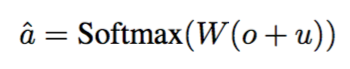 â = Softmax(W(o + u))